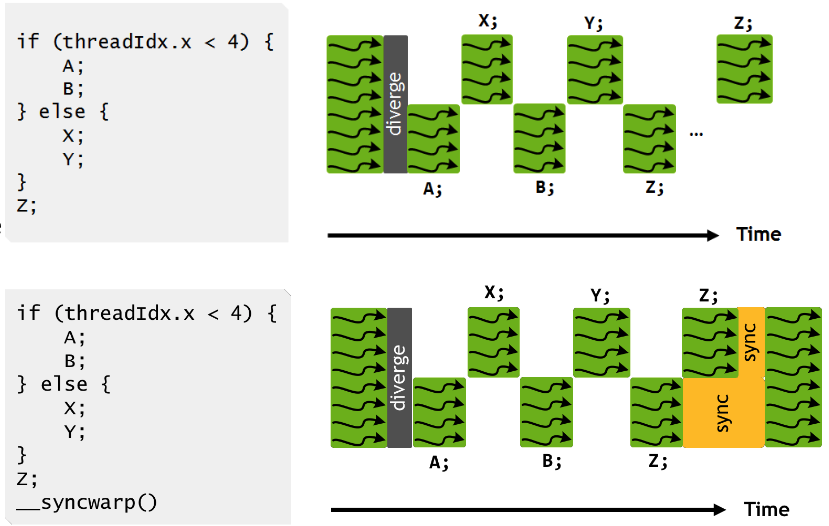 if (threadIdx.x < 4) {
    A;
    B;
} else {
    X;
    Y;
}
Z;
X;
Y;
Z;
diverge
...
A;
B;
Z;
Time
if (threadIdx.x < 4) {
    A;
    B;
} else {
    X;
    Y;
}
Z;
__syncwarp()
X;
Y;
Z;
diverge
sync
sync
A;
B;
Z;
Time